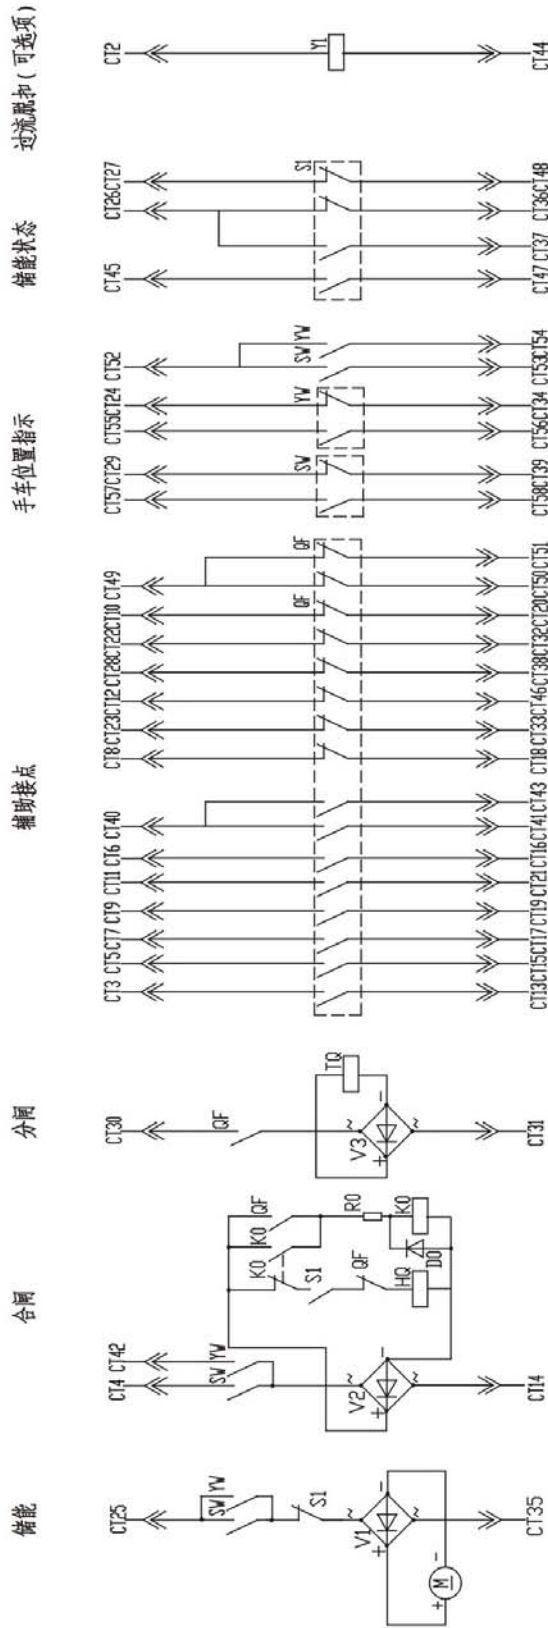 储能
合闸
分闸
辅助接点
手车位置指示
储能状态
过流脱扣(可选项)
CT25
CT4 CT42
CT30
CT3 CT5 CT7 CT9 CT11 CT6 CT40
CT8 CT23 CT12 CT28 CT22 CT10 CT49
CT57 CT29 CT55 CT24 CT52
CT45 CT26 CT27
CT2
SW YW
S1
~
V1
+ -
~
M
+ -
SW YW
~
V2
+ -
~
K0 K0 QF
S1
QF
HQ
D0
R0
K0
QF
TQ
~
V3
+ -
~
QF
QF
SW
YW
SW YW
S1
Y1
CT35
CT14
CT31
CT13 CT15 CT17 CT19 CT21 CT16 CT41 CT43
CT18 CT33 CT46 CT38 CT32 CT20 CT50 CT51
CT58 CT39 CT56 CT34 CT53 CT54
CT47 CT37 CT36 CT48
CT44